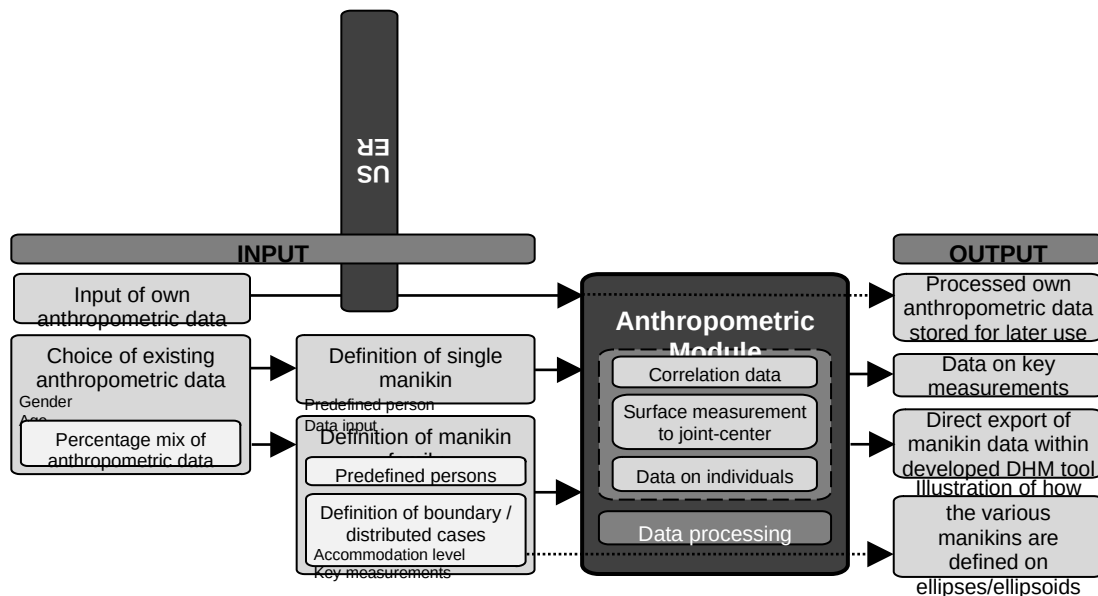 US
ER
INPUT
OUTPUT
Input of own
anthropometric data
Choice of existing
anthropometric data
Gender
Age
Percentage mix of
anthropometric data
Definition of single
manikin
Predefined person
Data input
Definition of manikin
Predefined persons
Definition of boundary /
distributed cases
Accommodation level
Key measurements
Anthropometric
Module
Correlation data
Surface measurement
to joint-center
Data on individuals
Data processing
Processed own
anthropometric data
stored for later use
Data on key
measurements
Direct export of
manikin data within
developed DHM tool
Illustration of how
the various
manikins are
defined on
ellipses/ellipsoids